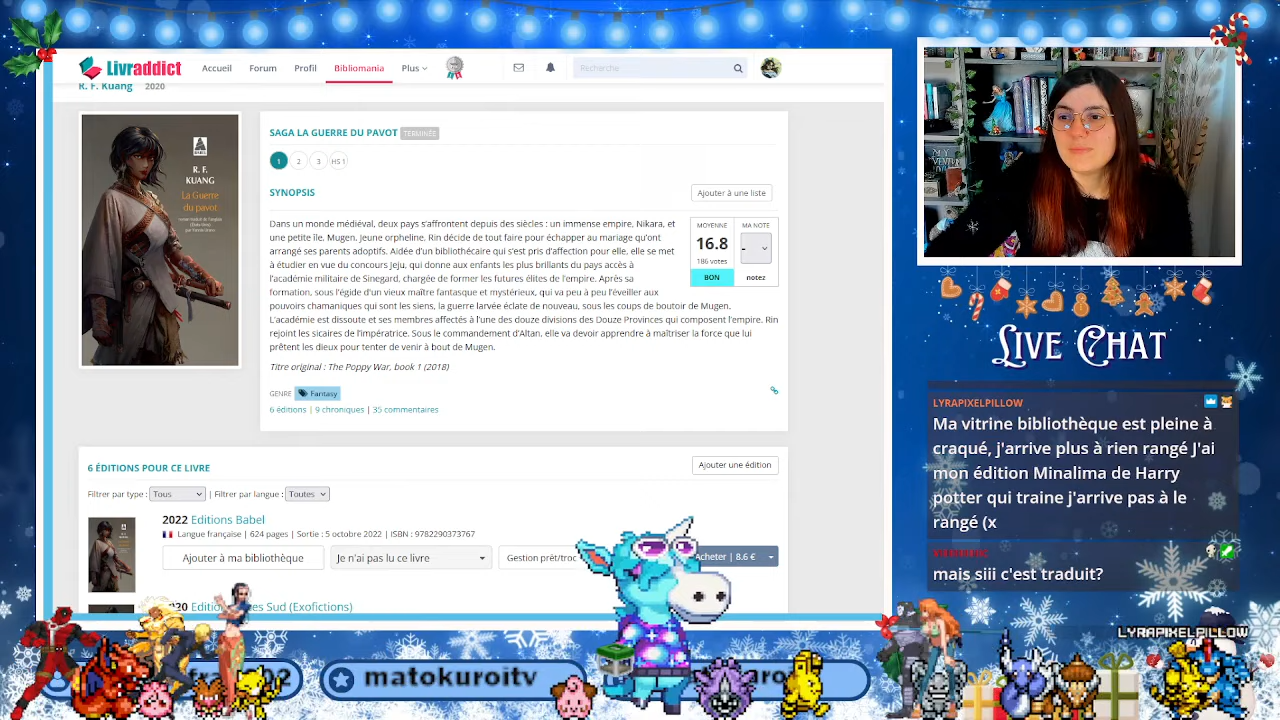 Livraddict
Accueil
Forum
Profil
Bibliomania
Plus
Recherche
R. F. Kuang 2020
R. F.
KUANG
La Guerre
du pavot
SAGA LA GUERRE DU PAVOT TERMINÉE
1 2 3 HS 1
SYNOPSIS
Ajouter à une liste
Dans un monde médiéval, deux pays s'affrontent depuis des siècles : un immense empire, Nikara, et
une petite île, Mugen. Jeune orpheline, Rin décide de tout faire pour échapper au mariage qu'ont
arrangé ses parents adoptifs. Aidée d'un bibliothécaire qui s'est pris d'affection pour elle, elle se met
à étudier en vue du concours Jeju, qui donne aux enfants les plus brillants du pays accès à
l'académie militaire de Sinegard, chargée de former les futures élites de l'empire. Après sa
formation, sous l'égide d'un vieux maître fantasque et mystérieux, qui va peu à peu l'éveiller aux
pouvoirs chamaniques qui sont les siens, la guerre larvée éclate de nouveau, sous les coups de boutoir de Mugen.
L'académie est dissoute et ses membres affectés à l'une des douze divisions des Douze Provinces qui composent l'empire. Rin
rejoint les sicaires de l'impératrice. Sous le commandement d'Altan, elle va devoir apprendre à maîtriser la force que lui
prêtent les dieux pour tenter de venir à bout de Mugen.
MOYENNE
16.8
186 votes
BON
MA NOTE
-
notez
Titre original : The Poppy War, book 1 (2018)
GENRE Fantasy
6 éditions | 9 chroniques | 35 commentaires
6 ÉDITIONS POUR CE LIVRE
Ajouter une édition
Filtrer par type : Tous | Filtrer par langue : Toutes
2022 Editions Babel
Langue française | 624 pages | Sortie : 5 octobre 2022 | ISBN : 9782290373767
Ajouter à ma bibliothèque
Je n'ai pas lu ce livre
Gestion prêt/troc
Acheter | 8.6 €
(Exofictions)
LIVE CHAT
LYRAPIXELPILLOW
Ma vitrine bibliothèque est pleine à
craqué, j'arrive plus à rien rangé J'ai
mon édition Minalima de Harry
potter qui traine j'arrive pas à le
rangé (x
mais siii c'est traduit?
LYRAPIXELPILLOW
matokuroitv